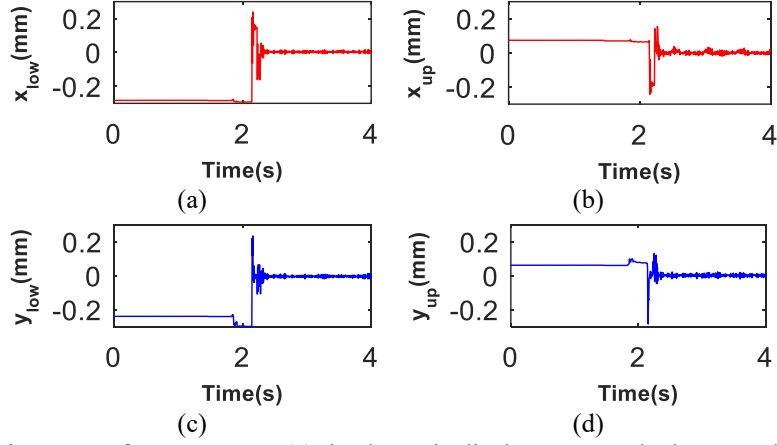 0.2 0.2
0 0
-0.2 -0.2
x_low(mm) x_up(mm)
0 2 4 0 2 4
Time(s) Time(s)
(a) (b)
0.2 0.2
0 0
-0.2 -0.2
y_low(mm) y_up(mm)
0 2 4 0 2 4
Time(s) Time(s)
(c) (d)